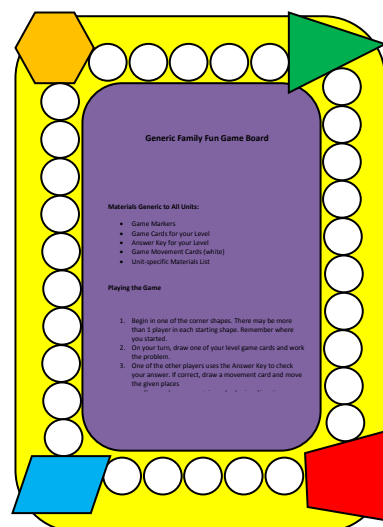 Generic Family Fun Game Board
Materials Generic to All Units:
• Game Markers
• Game Cards for your Level
• Answer Key for your Level
• Game Movement Cards (white)
• Unit-specific Materials List
Playing the Game
1. Begin in one of the corner shapes. There may be more
than 1 player in each starting shape. Remember where
you started.
2. On your turn, draw one of your level game cards and work
the problem.
3. One of the other players uses the Answer Key to check
your answer. If correct, draw a movement card and move
the given places